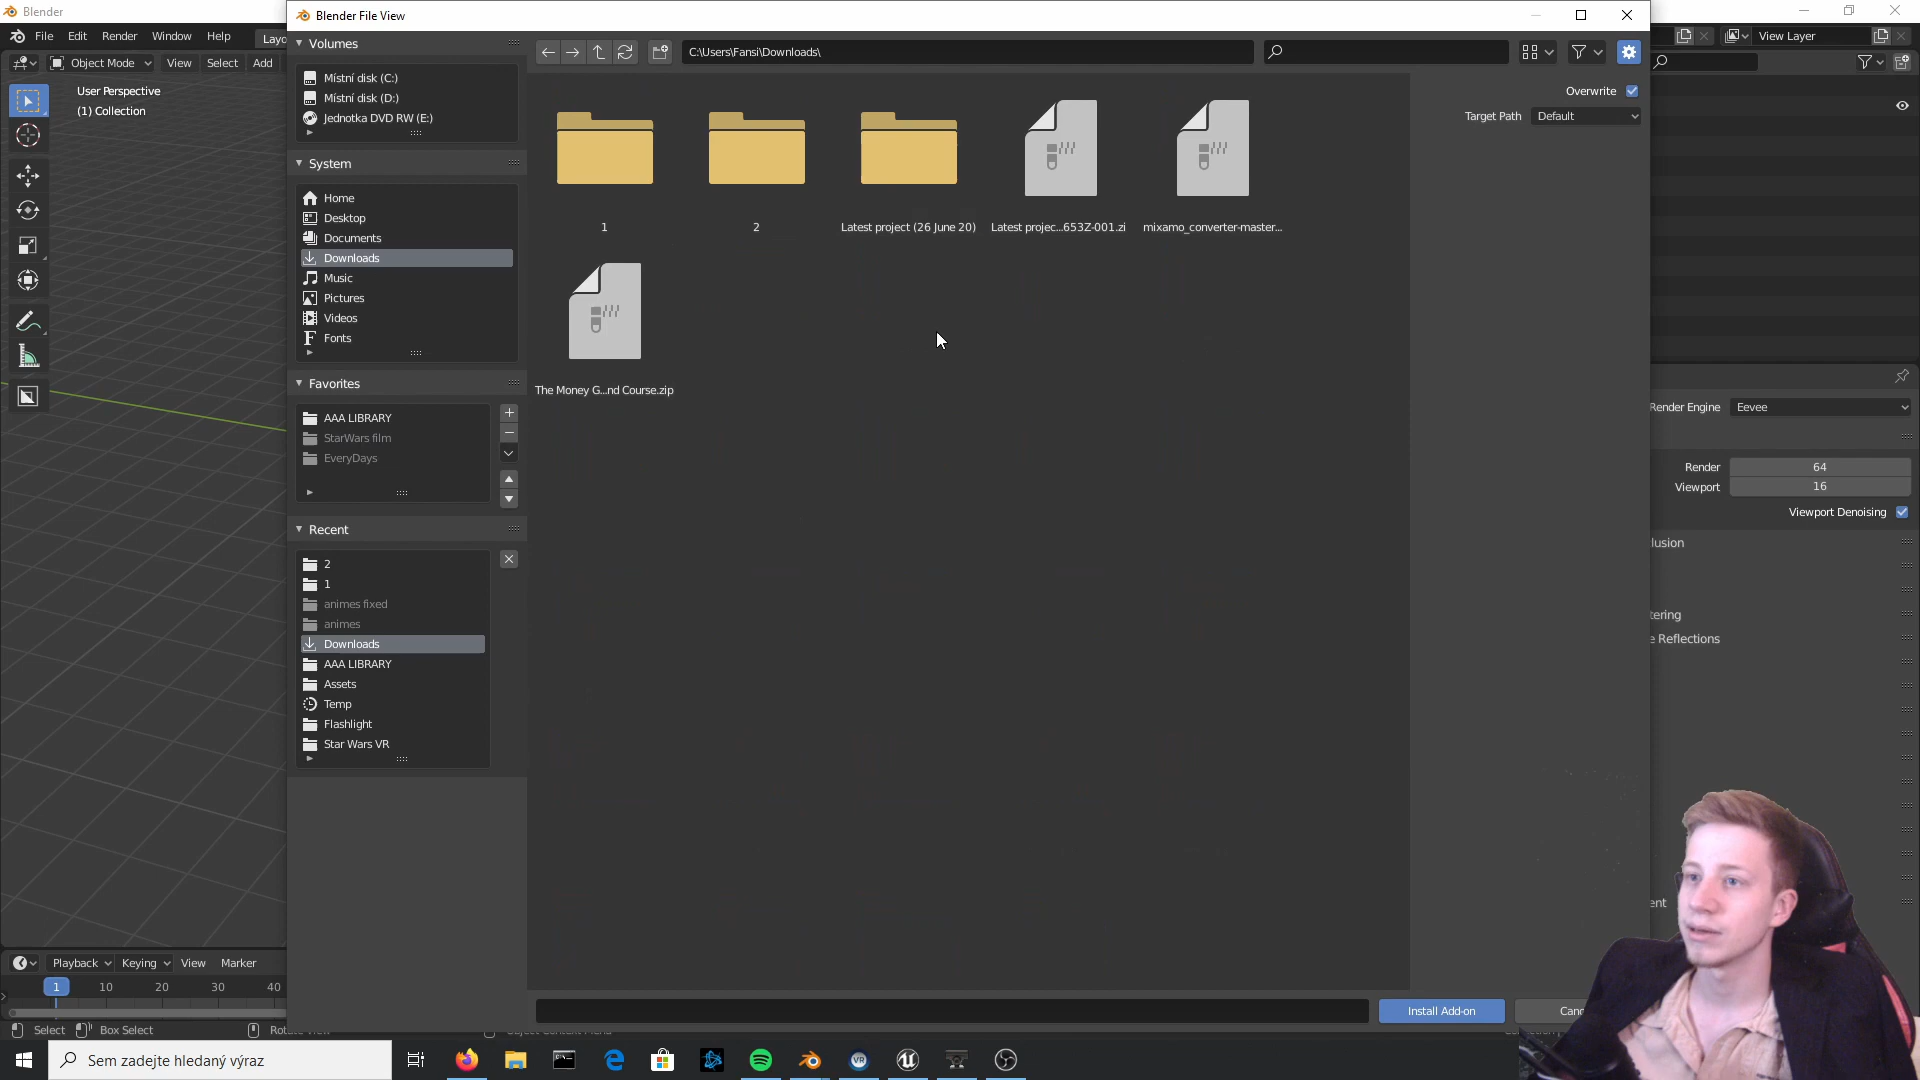 Blender
Blender File View
File Edit Render Window Help Layo
View Layer
Object Mode View Select Add
User Perspective
(1) Collection
Volumes
Místní disk (C:)
Místní disk (D:)
Jednotka DVD RW (E:)
System
Home
Desktop
Documents
Downloads
Music
Pictures
Videos
Fonts
Favorites
AAA LIBRARY
StarWars film
EveryDays
Recent
2
1
animes fixed
animes
Downloads
AAA LIBRARY
Assets
Temp
Flashlight
Star Wars VR
C:\Users\Fansi\Downloads\
1
2
Latest project (26 June 20)
Latest projec...653Z-001.zi
mixamo_converter-master...
The Money G...nd Course.zip
Overwrite
Target Path Default
Install Add-on
Canc
Render Engine Eevee
Render 64
Viewport 16
Viewport Denoising
lusion
tering
e Reflections
ent
Playback Keying View Marker
1 10 20 30 40
Select Box Select
Sem zadejte hledaný výraz
VR